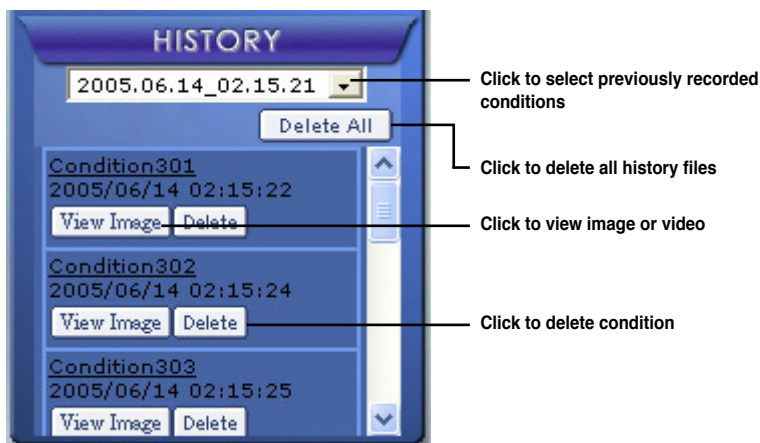 HISTORY
2005.06.14_02.15.21
Click to select previously recorded
conditions
Delete All
Click to delete all history files
Condition301
2005/06/14 02:15:22
View Image Delete
Click to view image or video
Condition302
2005/06/14 02:15:24
View Image Delete
Click to delete condition
Condition303
2005/06/14 02:15:25
View Image Delete